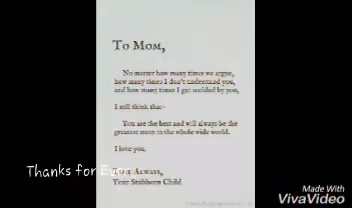 To Mom,
No matter how many times we argue,
how many times I don't understand you,
and how many times I get scolded by you,
I still think that-
You are the best and will always be the
greatest mom in the whole wide world.
I love you.
Always,
Your Stubborn Child
Thanks for
Made With
VivaVideo